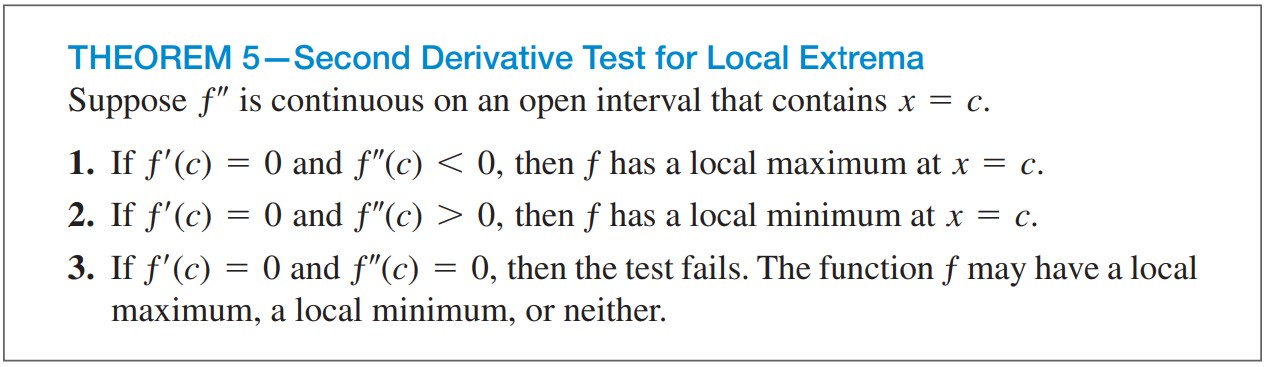 THEOREM 5—Second Derivative Test for Local Extrema
Suppose f″ is continuous on an open interval that contains x = c.
1. If f′(c) = 0 and f″(c) < 0, then f has a local maximum at x = c.
2. If f′(c) = 0 and f″(c) > 0, then f has a local minimum at x = c.
3. If f′(c) = 0 and f″(c) = 0, then the test fails. The function f may have a local
maximum, a local minimum, or neither.